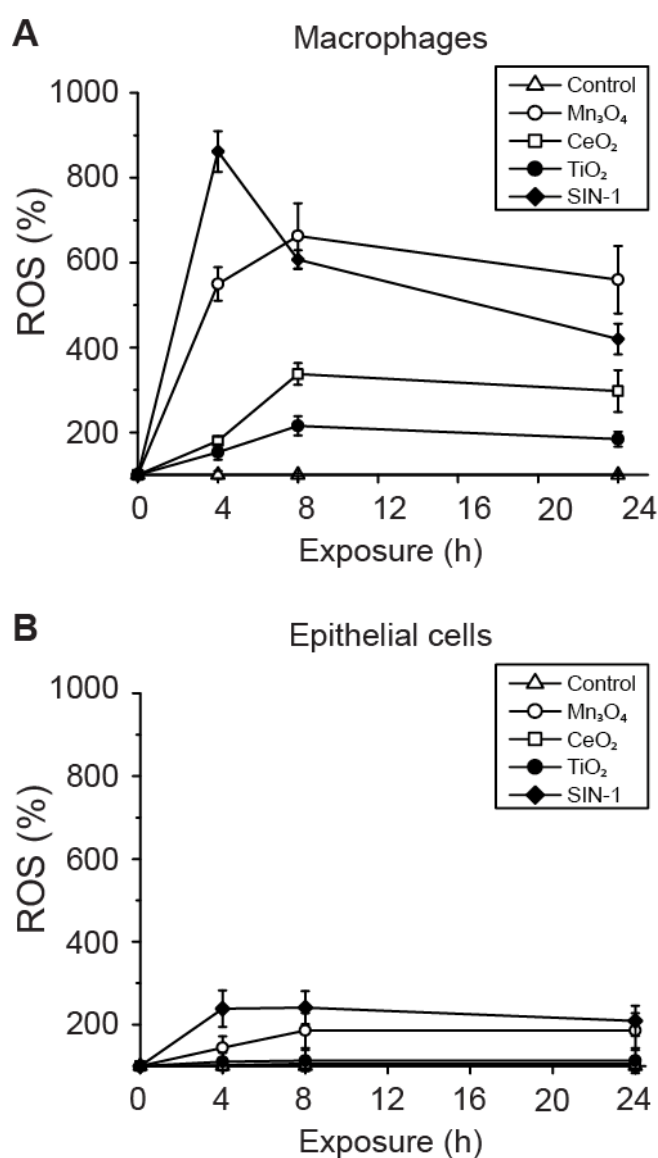 A
Macrophages
Control
Mn₃O₄
CeO₂
TiO₂
SIN-1
1000
800
600
400
200
ROS (%)
0 4 8 12 16 20 24
Exposure (h)
B
Epithelial cells
Control
Mn₃O₄
CeO₂
TiO₂
SIN-1
1000
800
600
400
200
ROS (%)
0 4 8 12 16 20 24
Exposure (h)